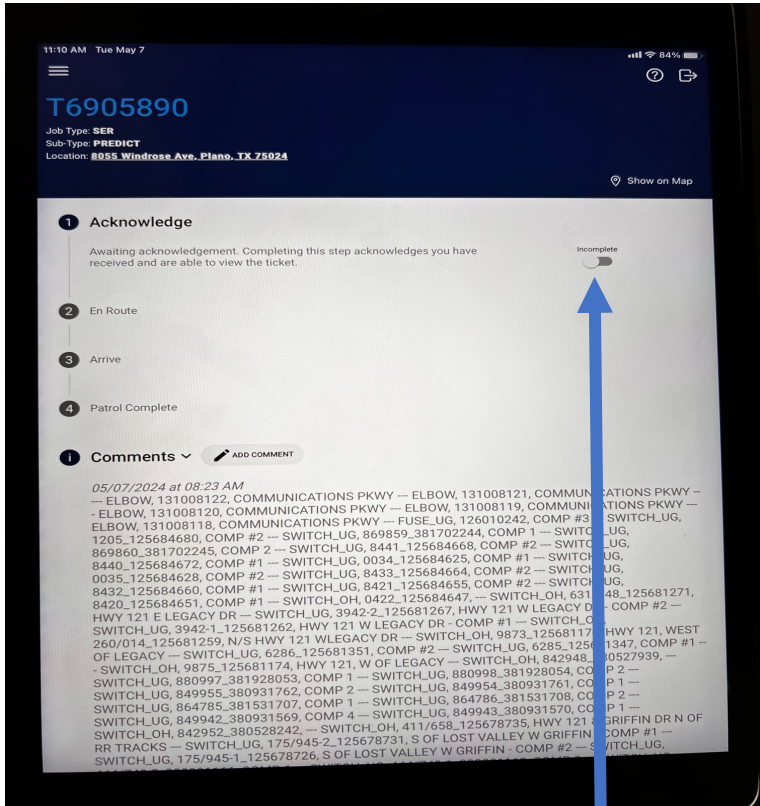 11:10 AM Tue May 7
84%
T6905890
Job Type: SER
Sub-Type: PREDICT
Location: 8055 Windrose Ave, Plano, TX 75024
Show on Map
1 Acknowledge
Awaiting acknowledgement. Completing this step acknowledges you have
received and are able to view the ticket.
Incomplete
2 En Route
3 Arrive
4 Patrol Complete
i Comments ADD COMMENT
05/07/2024 at 08:23 AM
--- ELBOW, 131008122, COMMUNICATIONS PKWY --- ELBOW, 131008121, COMMUNICATIONS PKWY --
- ELBOW, 131008120, COMMUNICATIONS PKWY --- ELBOW, 131008119, COMMUNICATIONS PKWY ---
ELBOW, 131008118, COMMUNICATIONS PKWY --- FUSE_UG, 126010242, COMP #3 SWITCH_UG,
1205_125684680, COMP #2 --- SWITCH_UG, 869859_381702244, COMP 1 --- SWITCH_UG,
869860_381702245, COMP 2 --- SWITCH_UG, 8441_125684668, COMP #2 --- SWITCH_UG,
8440_125684672, COMP #1 --- SWITCH_UG, 0034_125684625, COMP #1 --- SWITCH_UG,
0035_125684628, COMP #2 --- SWITCH_UG, 8433_125684664, COMP #2 --- SWITCH_UG,
8432_125684660, COMP #1 --- SWITCH_UG, 8421_125684655, COMP #2 --- SWITCH_UG,
8420_125684651, COMP #1 --- SWITCH_OH, 0422_125684647, --- SWITCH_OH,
HWY 121 E LEGACY DR --- SWITCH_UG, 3942-2_125681267, HWY 121 W LEGACY D - COMP #2 ---
SWITCH_UG, 3942-1_125681262, HWY 121 W LEGACY DR - COMP #1 ---
260/014_125681259, N/S HWY 121 WLEGACY DR --- SWITCH_OH, HWY 121, WEST
OF LEGACY --- SWITCH_UG, 6286_125681351, COMP #2 --- SWITCH_UG, COMP #1 --
- SWITCH_OH, 9875_125681174, HWY 121, W OF LEGACY --- SWITCH_OH, ---
SWITCH_UG, 880997_381928053, COMP 1 --- SWITCH_UG, 880998_381928054, COMP 2 ---
SWITCH_UG, 849955_380931762, COMP 2 --- SWITCH_UG, 849954_380931761, COMP 1 ---
SWITCH_UG, 864785_381531707, COMP 1 --- SWITCH_UG, 864786_381531708, COMP 2 ---
SWITCH_UG, 849942_380931569, COMP 4 --- SWITCH_UG, 849943_380931570, COMP 1 ---
SWITCH_OH, 842952_380528242, --- SWITCH_OH, 411/658_125678735, HWY 121 & GRIFFIN DR N OF
RR TRACKS --- SWITCH_UG, 175/945-2_125678731, S OF LOST VALLEY W GRIFFIN COMP #1 ---
SWITCH_UG, 175/945-1_125678726, S OF LOST VALLEY W GRIFFIN - COMP #2 --- SWITCH_UG,